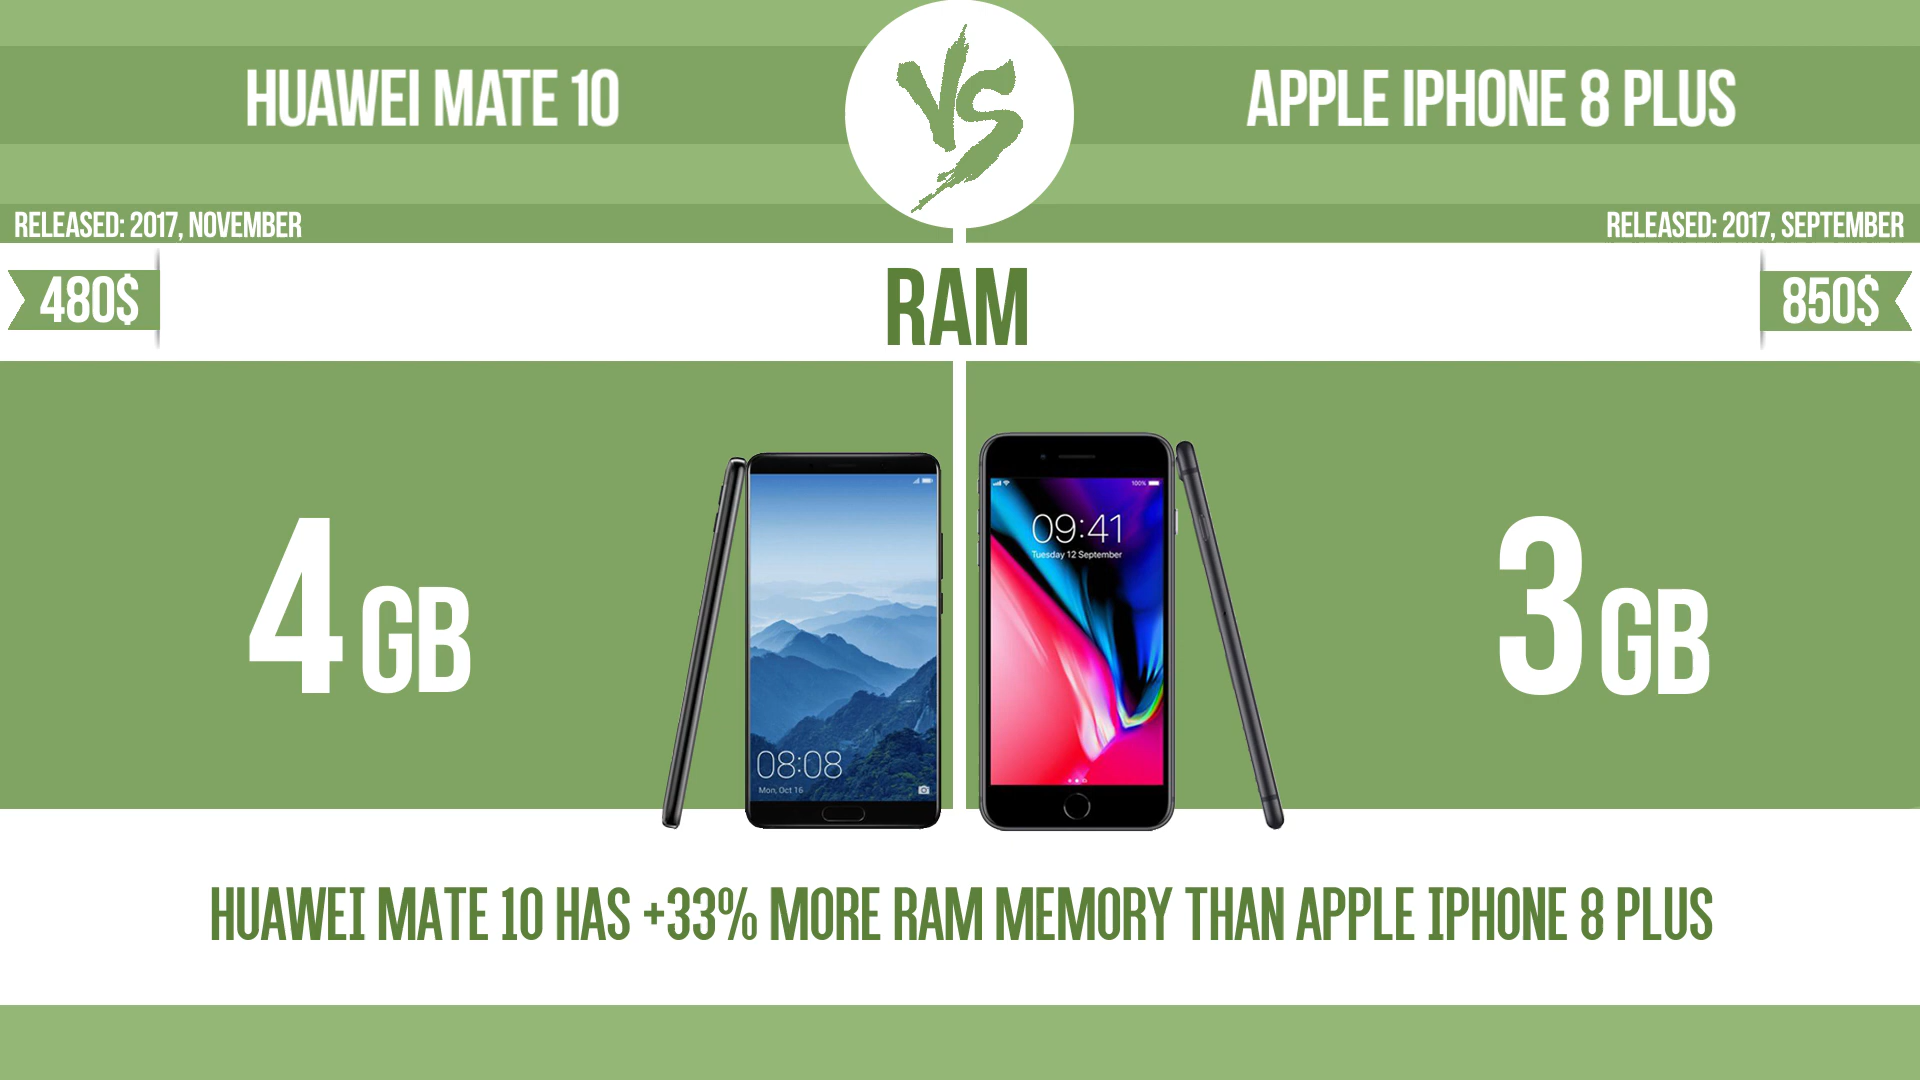 HUAWEI MATE 10
VS
APPLE IPHONE 8 PLUS
RELEASED: 2017, NOVEMBER
RELEASED: 2017, SEPTEMBER
480$
RAM
850$
4 GB
08:08
Mon, Oct 16
100%
09:41
Tuesday 12 September
3 GB
HUAWEI MATE 10 HAS +33% MORE RAM MEMORY THAN APPLE IPHONE 8 PLUS